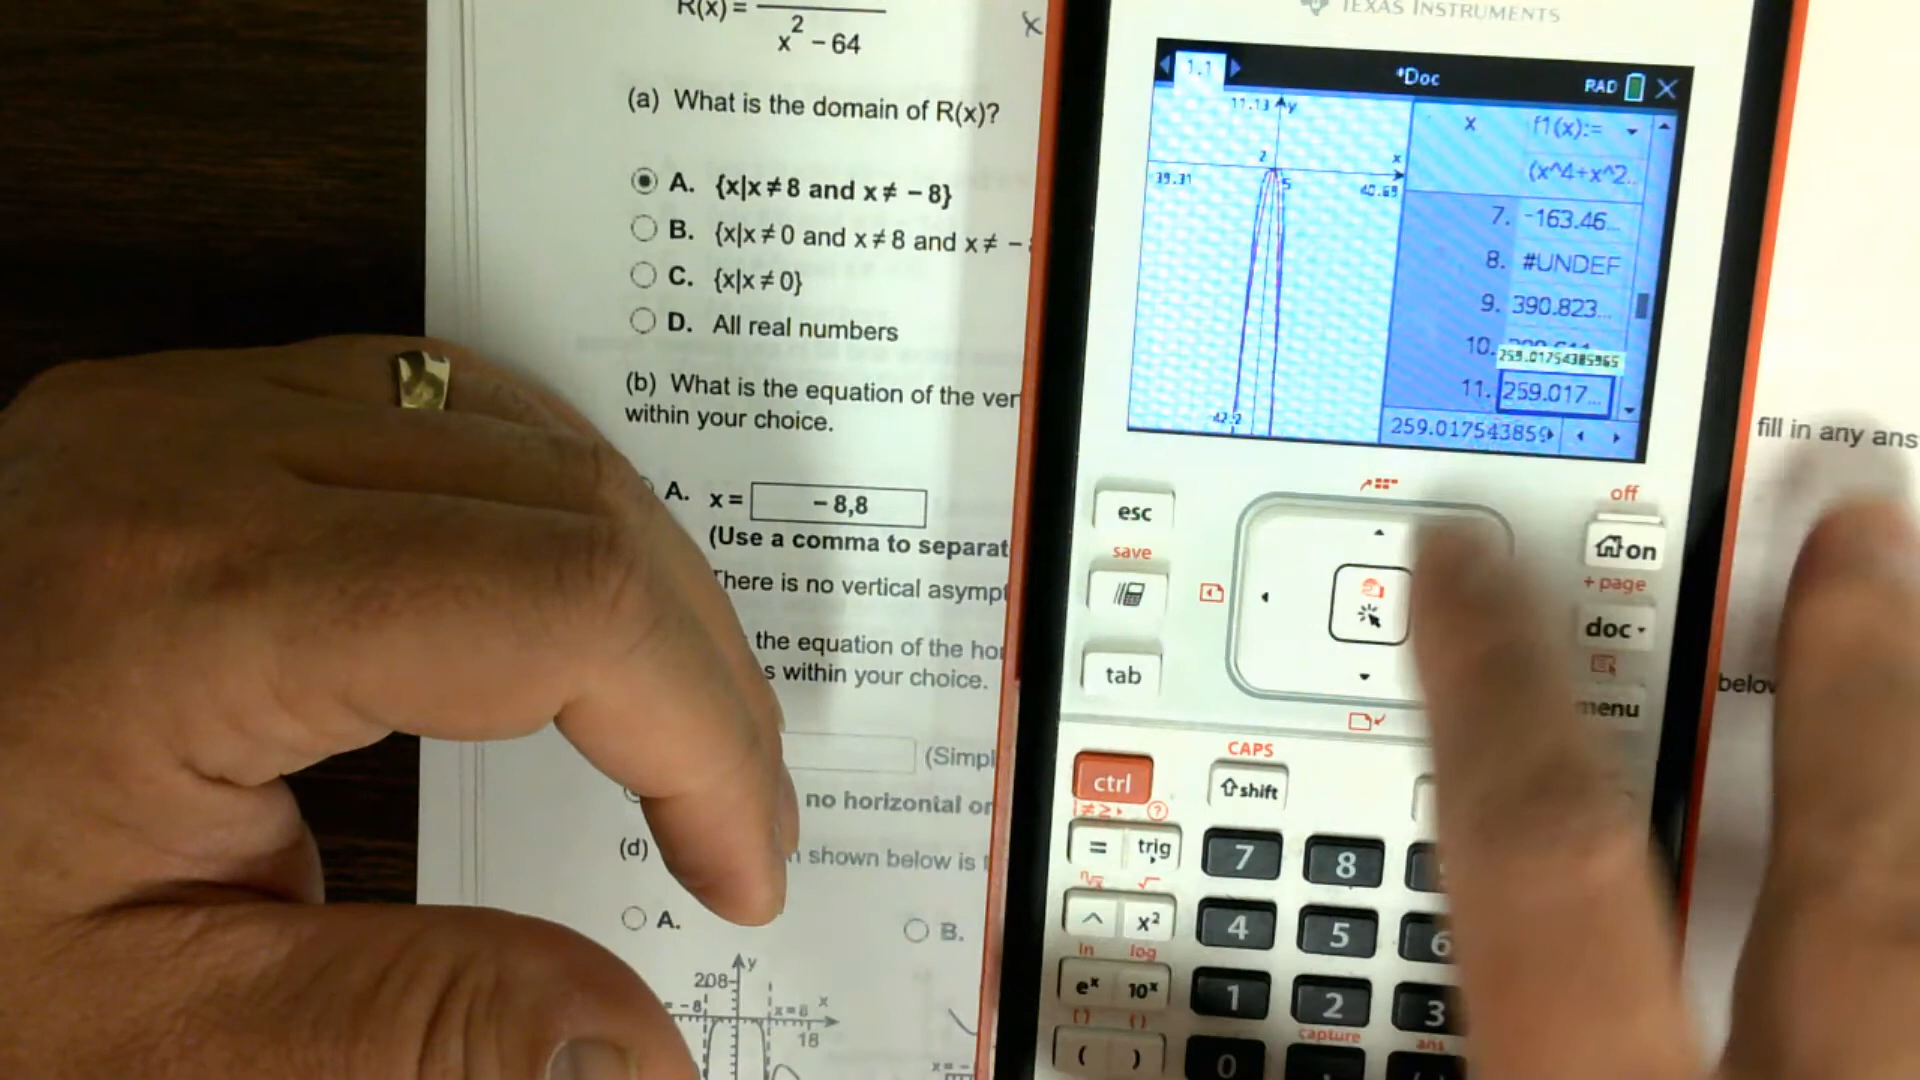 R(x) =
x² – 64
(a) What is the domain of R(x)?
A. {x|x ≠ 8 and x ≠ – 8}
B. {x|x ≠ 0 and x ≠ 8 and x ≠ –
C. {x|x ≠ 0}
D. All real numbers
(b) What is the equation of the ver
within your choice.
A. x = – 8,8
(Use a comma to separat
There is no vertical asympt
the equation of the hor
s within your choice.
(Simpl
no horizontal or
(d)
shown below is
A.
B.
y
208
x
x = 8
= – 8
18
x = –
TEXAS INSTRUMENTS
1.1
*Doc
RAD
11.13 y
2
x
39.31
5
40.69
42.2
x f1(x):=
(x^4+x^2..
7. -163.46...
8. #UNDEF
9. 390.823...
10.
259.01754385965
11. 259.017...
259.017543859
esc
off
on
save
+ page
doc
tab
menu
CAPS
ctrl
shift
= trig
7 8
^ x²
4 5 6
ln log
eˣ 10ˣ
1 2 3
{ } ( )
capture ans
( )
0
fill in any ans
below